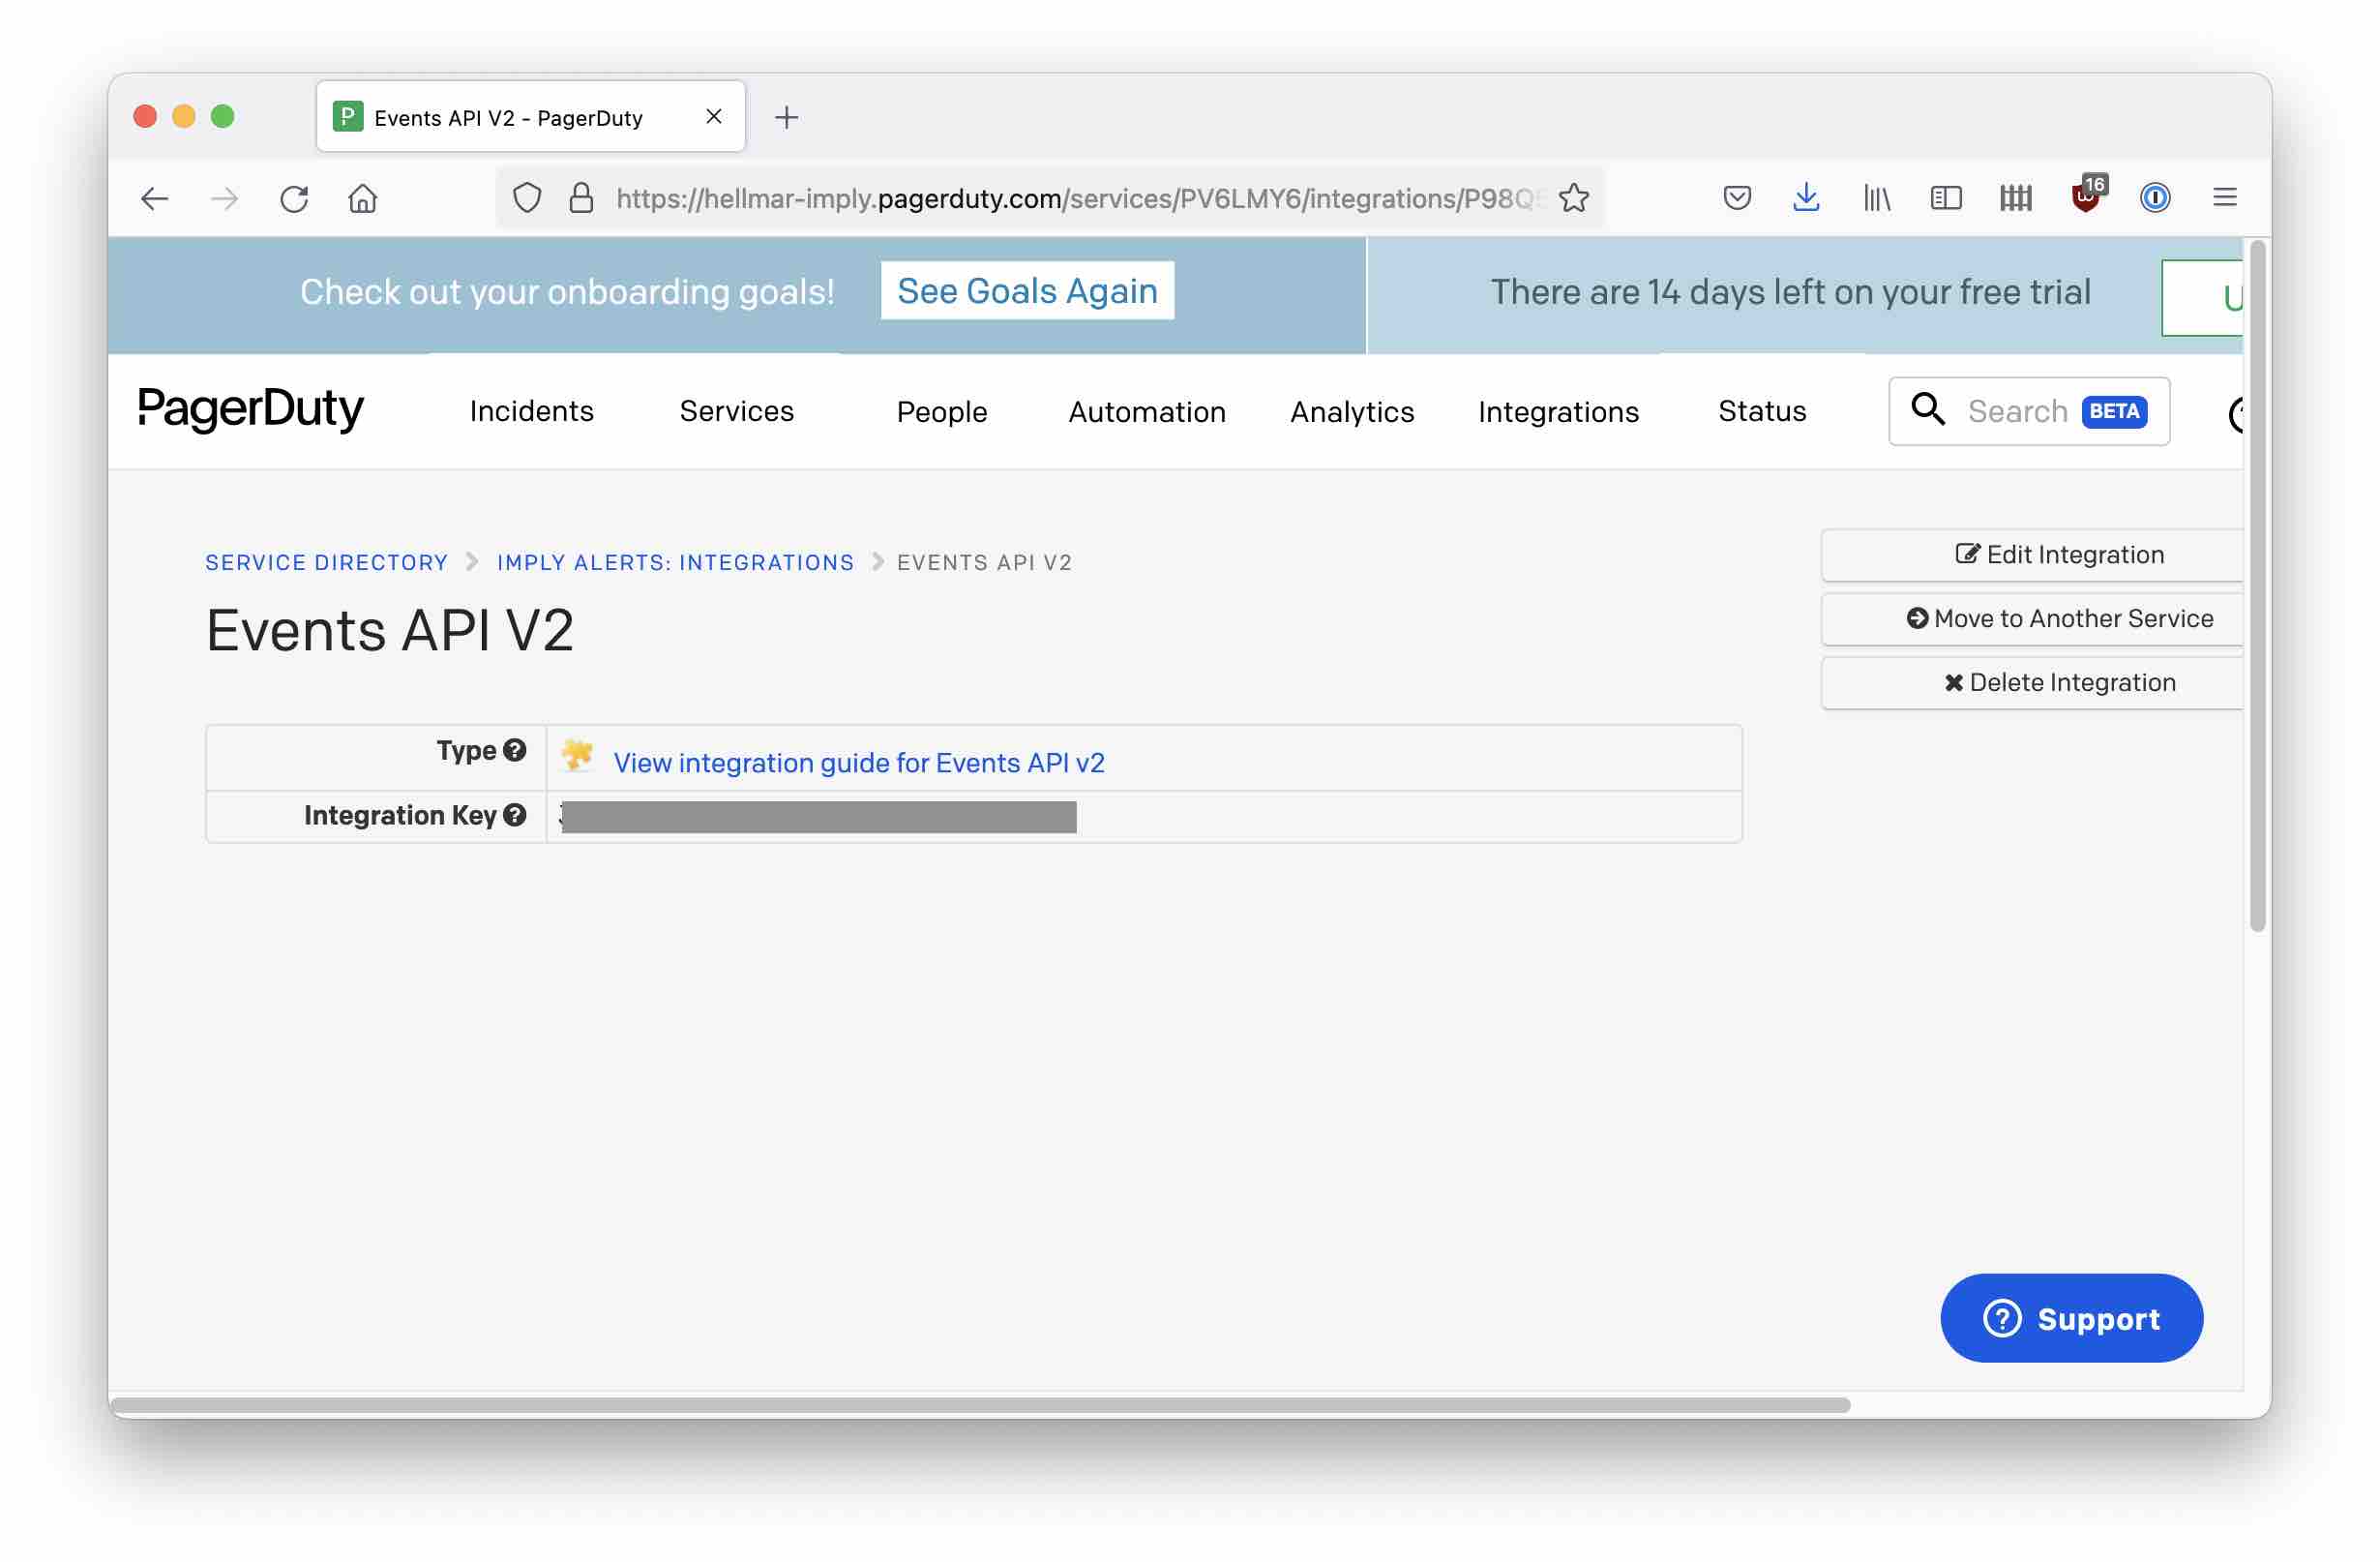 Events API V2 - PagerDuty
16
https://hellmar-imply.pagerduty.com/services/PV6LMY6/integrations/P98Q
Check out your onboarding goals! See Goals Again There are 14 days left on your free trial U
PagerDuty Incidents Services People Automation Analytics Integrations Status Search BETA
SERVICE DIRECTORY IMPLY ALERTS: INTEGRATIONS EVENTS API V2
Edit Integration
Events API V2
Move to Another Service
Delete Integration
Type View integration guide for Events API v2
Integration Key
Support